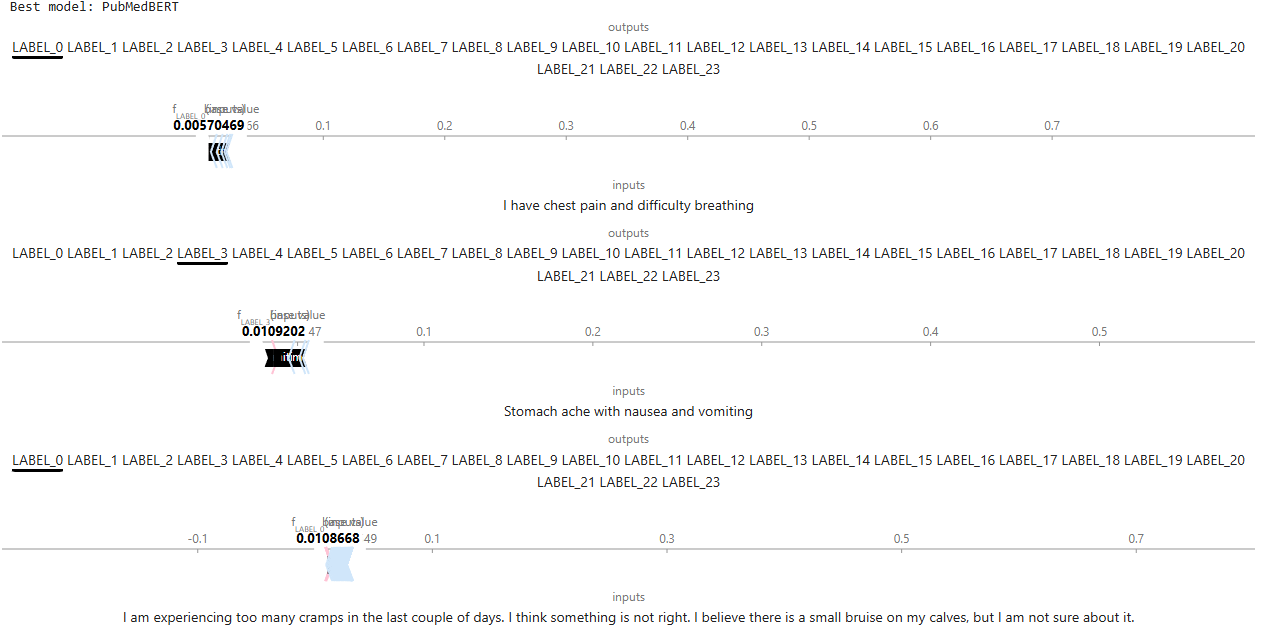 Best model: PubMedBERT
outputs
LABEL_0 LABEL_1 LABEL_2 LABEL_3 LABEL_4 LABEL_5 LABEL_6 LABEL_7 LABEL_8 LABEL_9 LABEL_10 LABEL_11 LABEL_12 LABEL_13 LABEL_14 LABEL_15 LABEL_16 LABEL_17 LABEL_18 LABEL_19 LABEL_20
LABEL_21 LABEL_22 LABEL_23
f LABEL_0
0.00570469 0.1 0.2 0.3 0.4 0.5 0.6 0.7
inputs
I have chest pain and difficulty breathing
outputs
LABEL_0 LABEL_1 LABEL_2 LABEL_3 LABEL_4 LABEL_5 LABEL_6 LABEL_7 LABEL_8 LABEL_9 LABEL_10 LABEL_11 LABEL_12 LABEL_13 LABEL_14 LABEL_15 LABEL_16 LABEL_17 LABEL_18 LABEL_19 LABEL_20
LABEL_21 LABEL_22 LABEL_23
f LABEL_3
0.0109202 47 0.1 0.2 0.3 0.4 0.5
inputs
Stomach ache with nausea and vomiting
outputs
LABEL_0 LABEL_1 LABEL_2 LABEL_3 LABEL_4 LABEL_5 LABEL_6 LABEL_7 LABEL_8 LABEL_9 LABEL_10 LABEL_11 LABEL_12 LABEL_13 LABEL_14 LABEL_15 LABEL_16 LABEL_17 LABEL_18 LABEL_19 LABEL_20
LABEL_21 LABEL_22 LABEL_23
f LABEL_0
-0.1 0.0108668 49 0.1 0.3 0.5 0.7
inputs
I am experiencing too many cramps in the last couple of days. I think something is not right. I believe there is a small bruise on my calves, but I am not sure about it.